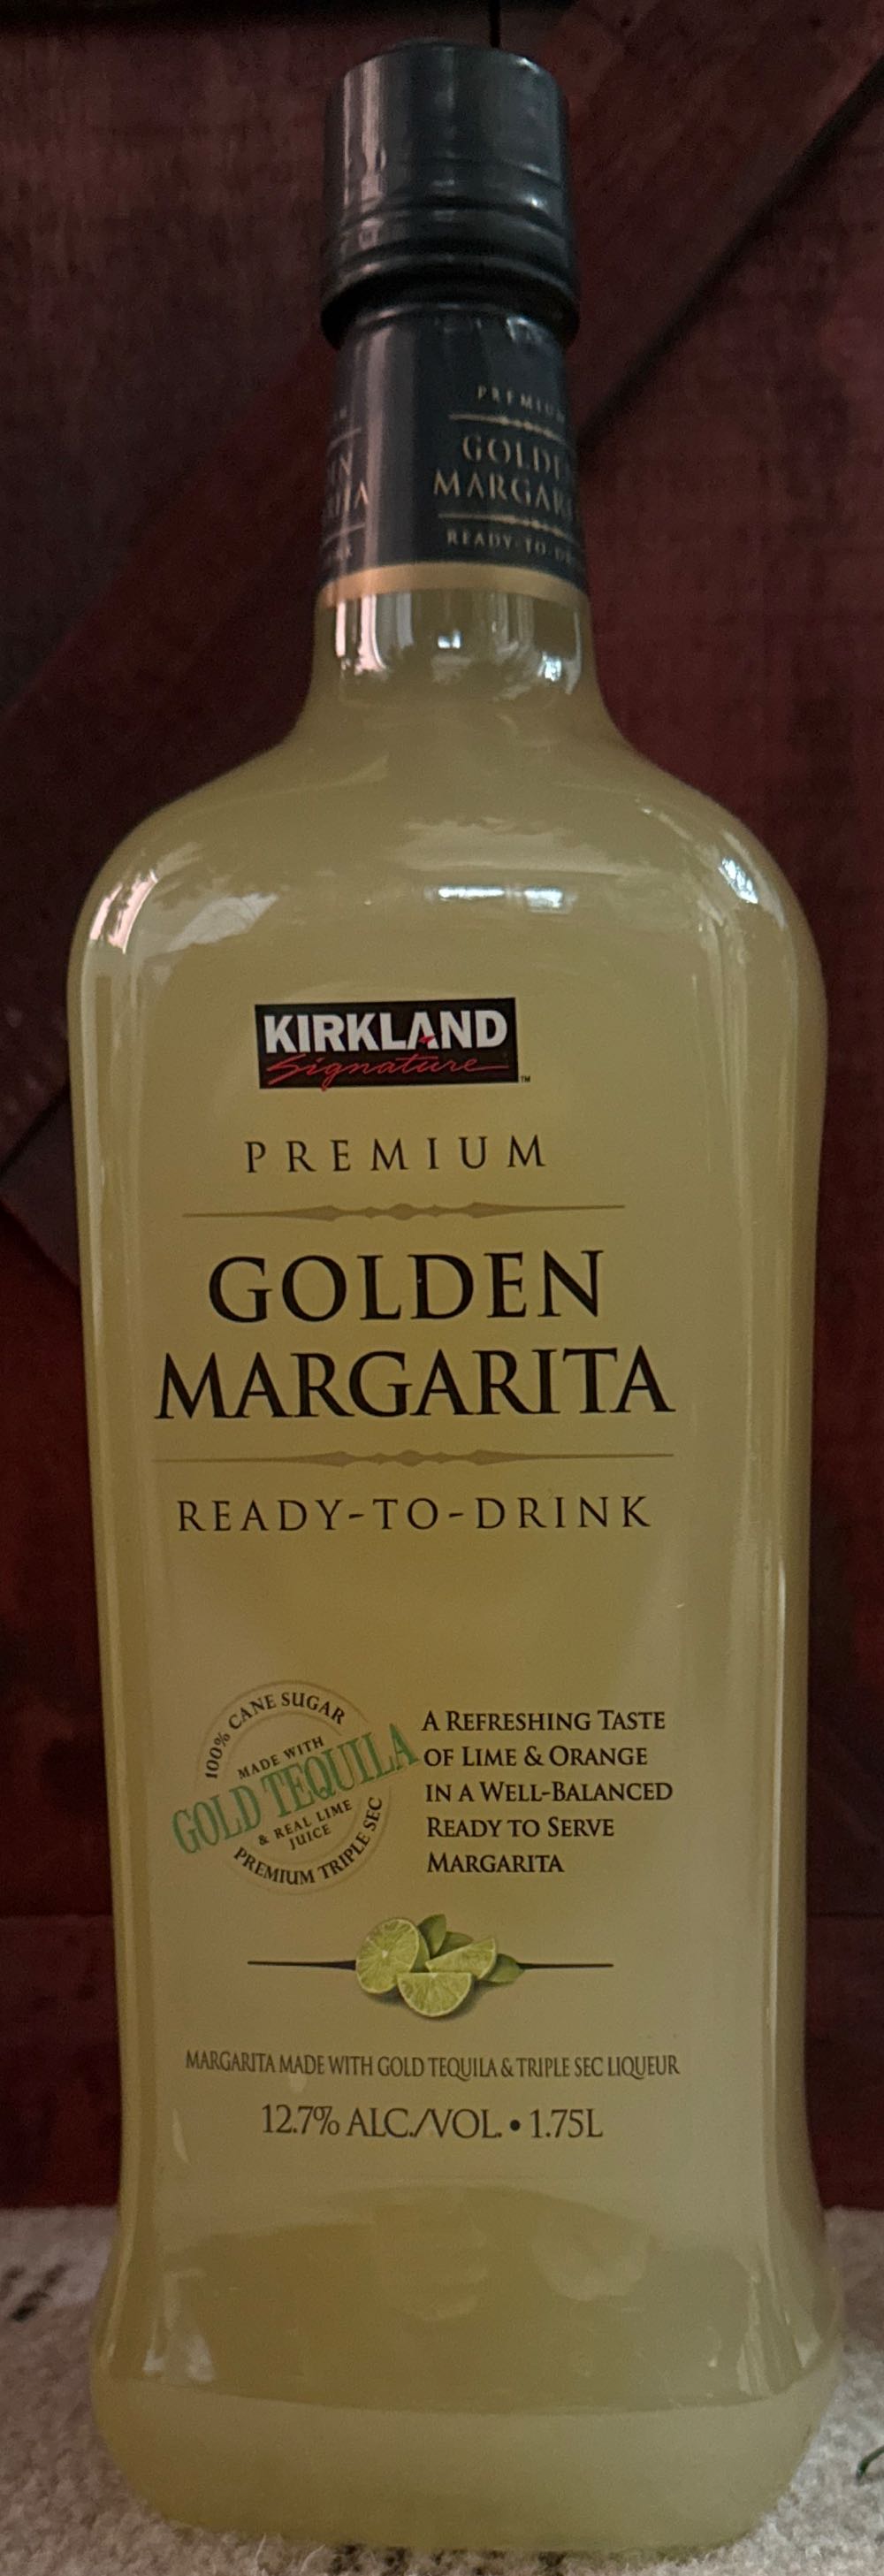 PREMIUM
GOLDEN
MARGARITA
READY-TO-DRINK
KIRKLAND
Signature™
PREMIUM
GOLDEN
MARGARITA
READY-TO-DRINK
100% CANE SUGAR
MADE WITH
GOLD TEQUILA
& REAL LIME
JUICE
PREMIUM TRIPLE SEC
A REFRESHING TASTE
OF LIME & ORANGE
IN A WELL-BALANCED
READY TO SERVE
MARGARITA
MARGARITA MADE WITH GOLD TEQUILA & TRIPLE SEC LIQUEUR
12.7% ALC./VOL. • 1.75L